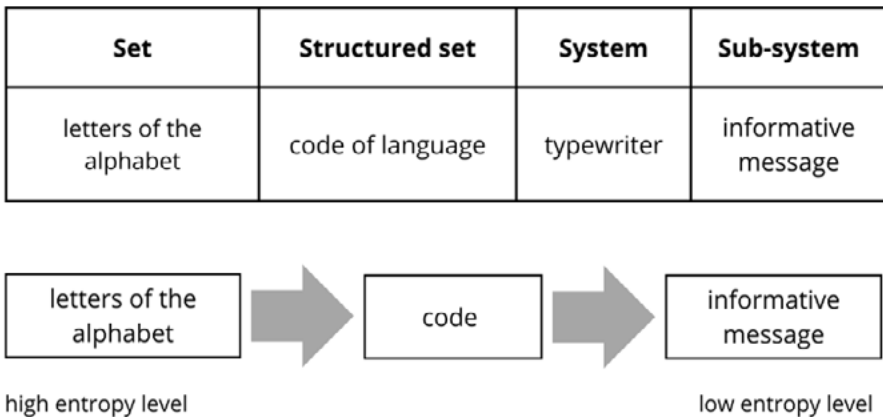 Set Structured set System Sub-system
letters of the alphabet code of language typewriter informative message
letters of the alphabet code informative message
high entropy level low entropy level